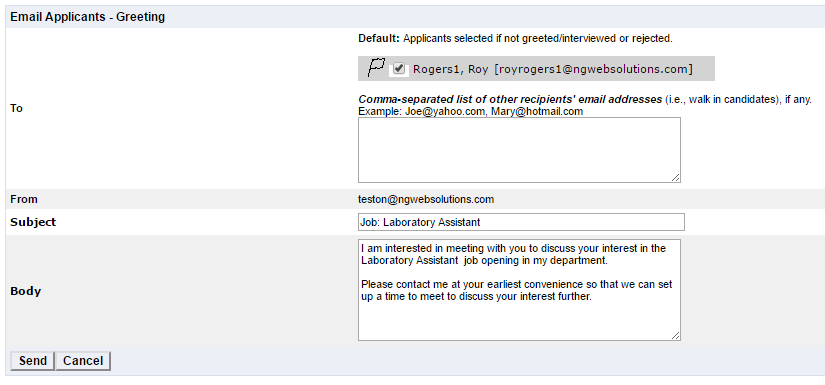 Email Applicants - Greeting
Default: Applicants selected if not greeted/interviewed or rejected.
Rogers1, Roy [royrogers1@ngwebsolutions.com]
To
Comma-separated list of other recipients' email addresses (i.e., walk in candidates), if any.
Example: Joe@yahoo.com, Mary@hotmail.com
From
teston@ngwebsolutions.com
Subject
Job: Laboratory Assistant
Body
I am interested in meeting with you to discuss your interest in the
Laboratory Assistant  job opening in my department.
Please contact me at your earliest convenience so that we can set
up a time to meet to discuss your interest further.
Send Cancel